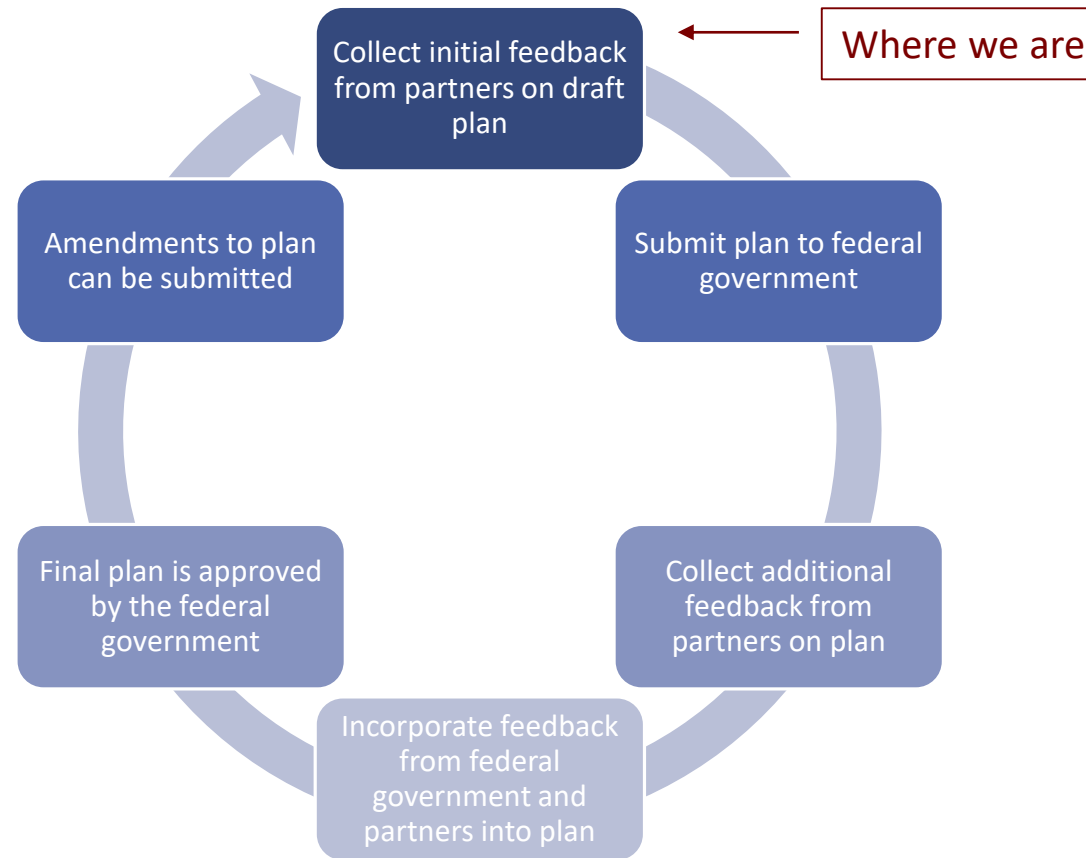 Collect initial feedback
from partners on draft
plan
Where we are
Submit plan to federal
government
Collect additional
feedback from
partners on plan
Incorporate feedback
from federal
government and
partners into plan
Final plan is approved
by the federal
government
Amendments to plan
can be submitted